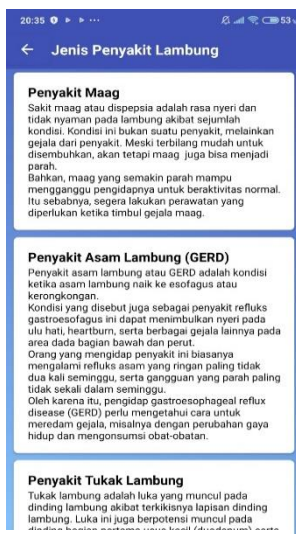 20:35
53
Jenis Penyakit Lambung
Penyakit Maag
Sakit maag atau dispepsia adalah rasa nyeri dan
tidak nyaman pada lambung akibat sejumlah
kondisi. Kondisi ini bukan suatu penyakit, melainkan
gejala dari penyakit. Meski terbilang mudah untuk
disembuhkan, akan tetapi maag juga bisa menjadi
parah.
Bahkan, maag yang semakin parah mampu
mengganggu pengidapnya untuk beraktivitas normal.
Itu sebabnya, segera lakukan perawatan yang
diperlukan ketika timbul gejala maag.
Penyakit Asam Lambung (GERD)
Penyakit asam lambung atau GERD adalah kondisi
ketika asam lambung naik ke esofagus atau
kerongkongan.
Kondisi yang disebut juga sebagai penyakit refluks
gastroesofagus ini dapat menimbulkan nyeri pada
ulu hati, heartburn, serta berbagai gejala lainnya pada
area dada bagian bawah dan perut.
Orang yang mengidap penyakit ini biasanya
mengalami refluks asam yang ringan paling tidak
dua kali seminggu, serta gangguan yang parah paling
tidak sekali dalam seminggu.
Oleh karena itu, pengidap gastroesophageal reflux
disease (GERD) perlu mengetahui cara untuk
meredam gejala, misalnya dengan perubahan gaya
hidup dan mengonsumsi obat-obatan.
Penyakit Tukak Lambung
Tukak lambung adalah luka yang muncul pada
dinding lambung akibat terkikisnya lapisan dinding
lambung. Luka ini juga berpotensi muncul pada
dinding bagian pertama usus kecil (duodenum) serta